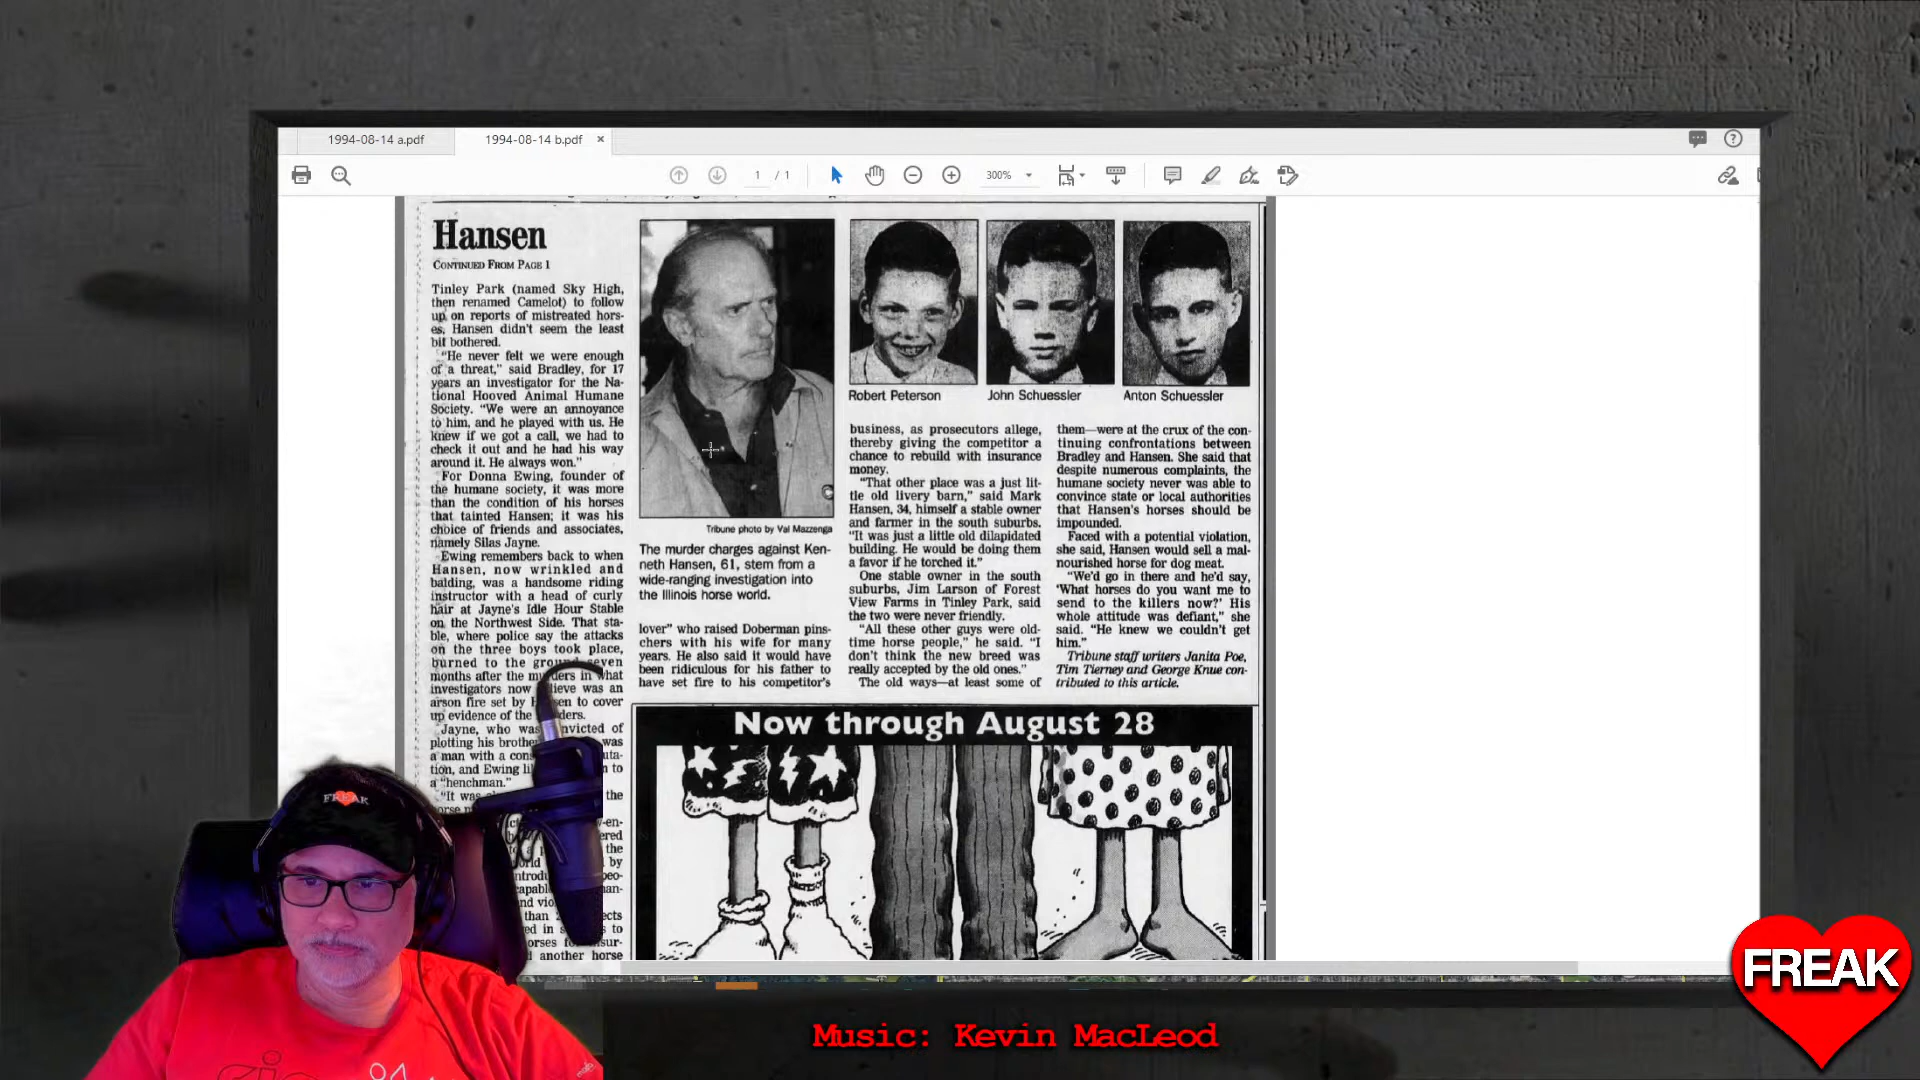 1994-08-14 a.pdf
1994-08-14 b.pdf
1 / 1
300%
Hansen
CONTINUED FROM PAGE 1
Tinley Park (named Sky High,
then renamed Camelot) to follow
up on reports of mistreated hors-
es, Hansen didn't seem the least
bit bothered.
"He never felt we were enough
of a threat," said Bradley, for 17
years an investigator for the Na-
tional Hooved Animal Humane
Society. "We were an annoyance
to him, and he played with us. He
knew if we got a call, we had to
check it out and he had his way
around it. He always won."
For Donna Ewing, founder of
the humane society, it was more
than the condition of his horses
that tainted Hansen; it was his
choice of friends and associates,
namely Silas Jayne.
Ewing remembers back to when
Hansen, now wrinkled and
balding, was a handsome riding
instructor with a head of curly
hair at Jayne's Idle Hour Stable
on the Northwest Side. That sta-
ble, where police say the attacks
on the three boys took place,
burned to the ground seven
months after the murders in what
investigators now believe was an
arson fire set by Hansen to cover
up evidence of the murders.
Jayne, who was convicted of
plotting his brother was
a man with a
tion, and Ewing to
a "henchman."
"It was the
horse
the
by
than
to
another horse
Tribune photo by Val Mazzenga
The murder charges against Ken-
neth Hansen, 61, stem from a
wide-ranging investigation into
the Illinois horse world.
lover" who raised Doberman pins-
chers with his wife for many
years. He also said it would have
been ridiculous for his father to
have set fire to his competitor's
Robert Peterson
John Schuessler
Anton Schuessler
business, as prosecutors allege,
thereby giving the competitor a
chance to rebuild with insurance
money.
"That other place was a just lit-
tle old livery barn," said Mark
Hansen, 34, himself a stable owner
and farmer in the south suburbs.
"It was just a little old dilapidated
building. He would be doing them
a favor if he torched it."
One stable owner in the south
suburbs, Jim Larson of Forest
View Farms in Tinley Park, said
the two were never friendly.
"All these other guys were old-
time horse people," he said. "I
don't think the new breed was
really accepted by the old ones."
The old ways—at least some of
them—were at the crux of the con-
tinuing confrontations between
Bradley and Hansen. She said that
despite numerous complaints, the
humane society never was able to
convince state or local authorities
that Hansen's horses should be
impounded.
Faced with a potential violation,
she said, Hansen would sell a mal-
nourished horse for dog meat.
"We'd go in there and he'd say,
'What horses do you want me to
send to the killers now?' His
whole attitude was defiant," she
said. "He knew we couldn't get
him."
Tribune staff writers Janita Poe,
Tim Tierney and George Knue con-
tributed to this article.
Now through August 28
FREAK
FREAK
Music: Kevin MacLeod